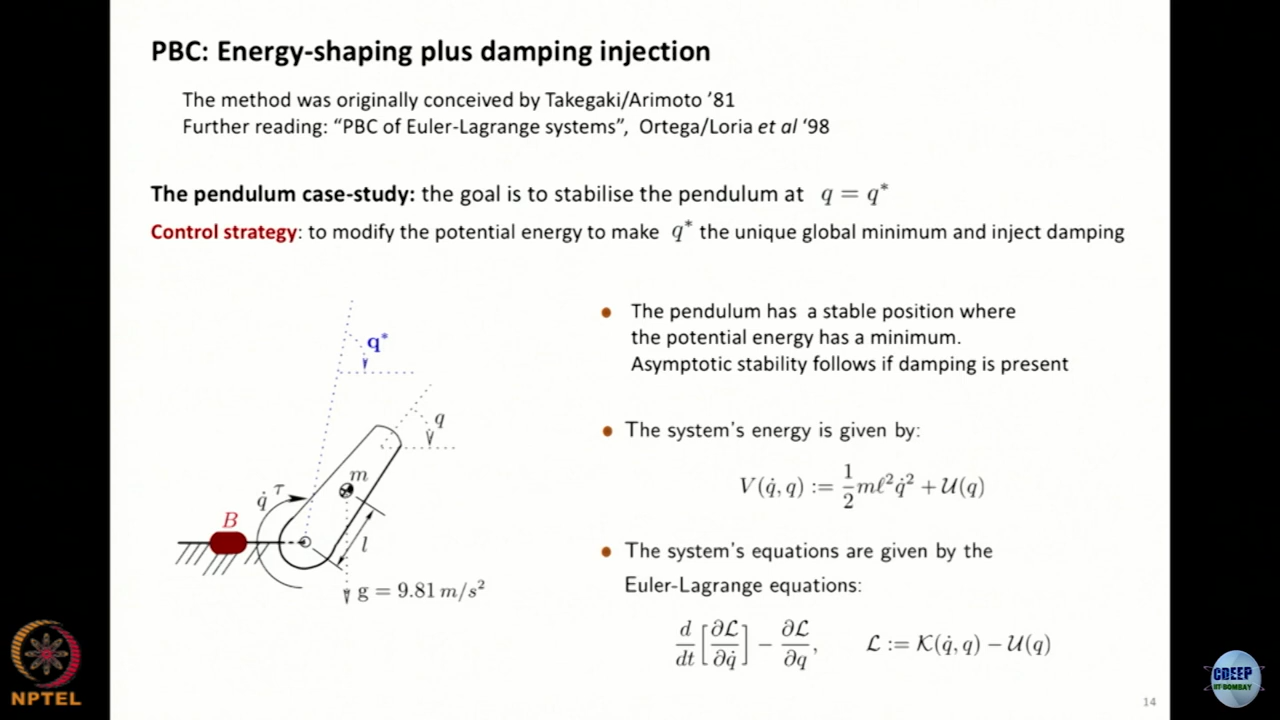 PBC: Energy-shaping plus damping injection
The method was originally conceived by Takegaki/Arimoto '81
Further reading: “PBC of Euler-Lagrange systems”, Ortega/Loria et al ‘98
The pendulum case-study: the goal is to stabilise the pendulum at q = q*
Control strategy: to modify the potential energy to make q* the unique global minimum and inject damping
q*
q
m
τ
q̇
B
l
g = 9.81 m/s²
● The pendulum has a stable position where
the potential energy has a minimum.
Asymptotic stability follows if damping is present
● The system's energy is given by:
V(q̇, q) := 1/2 mℓ²q̇² + U(q)
● The system's equations are given by the
Euler-Lagrange equations:
d/dt [∂L/∂q̇] − ∂L/∂q, L := K(q̇, q) − U(q)
NPTEL
CDEEP
IIT-BOMBAY
14